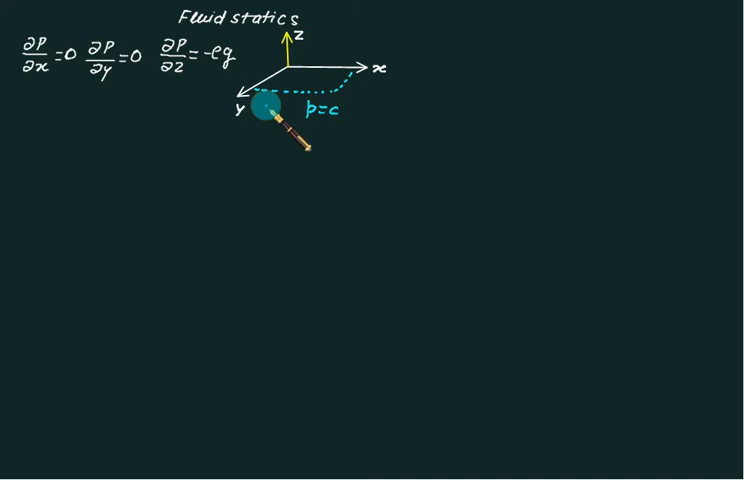 Fluid statics
∂P/∂x = 0 ∂P/∂y = 0 ∂P/∂z = -ρg
z
x
y
p = c